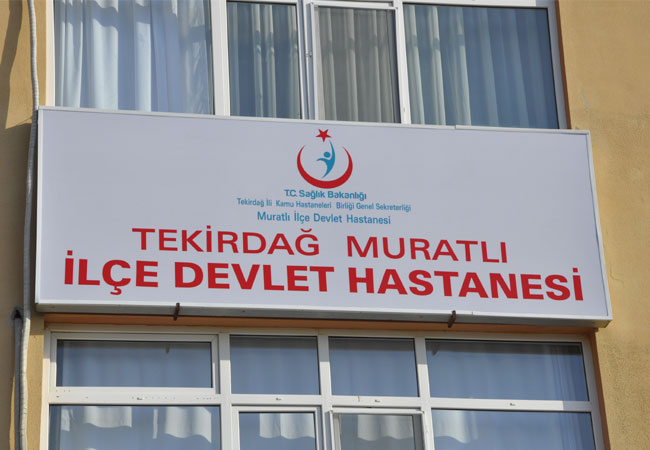 T.C. Sağlık Bakanlığı
Tekirdağ İli Kamu Hastaneleri Birliği Genel Sekreterliği
Muratlı İlçe Devlet Hastanesi
TEKİRDAĞ MURATLI
İLÇE DEVLET HASTANESİ